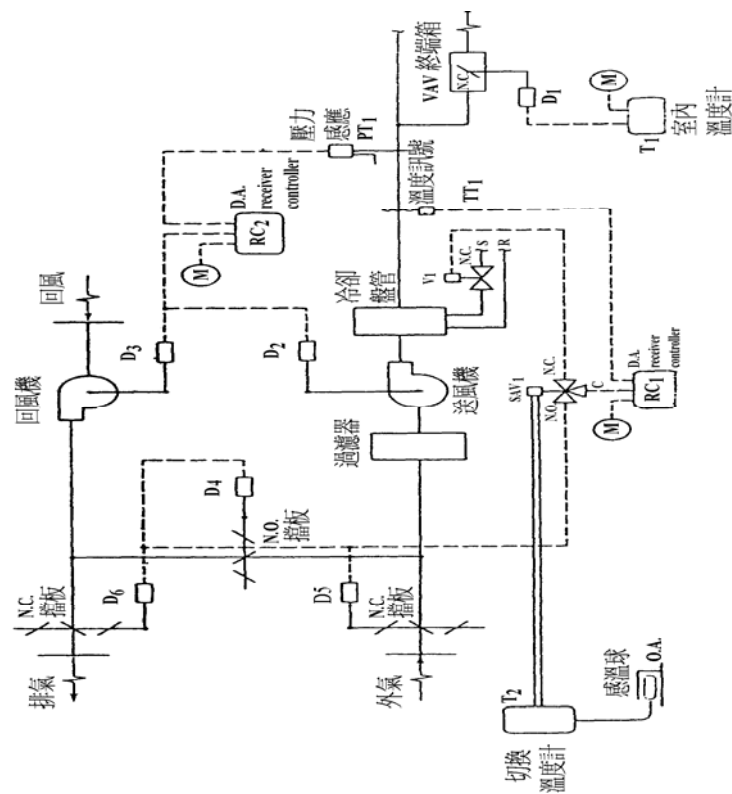 N.C.
擋板
回風機
回風
排氣
D6
D3
M
RC2
D.A.
receiver
controller
D4
N.O.
擋板
D2
壓力
感應
PT1
D5
N.C.
擋板
過濾器
冷卻
盤管
外氣
送風機
溫度訊號
TT1
VAV 終端箱
N.C.
V1
N.C.
S
R
D1
T2
切換
溫度計
SAV 1
N.O.
N.C.
C
M
RC1
D.A.
receiver
controller
M
T1
室內
溫度計
感溫球
O.A.